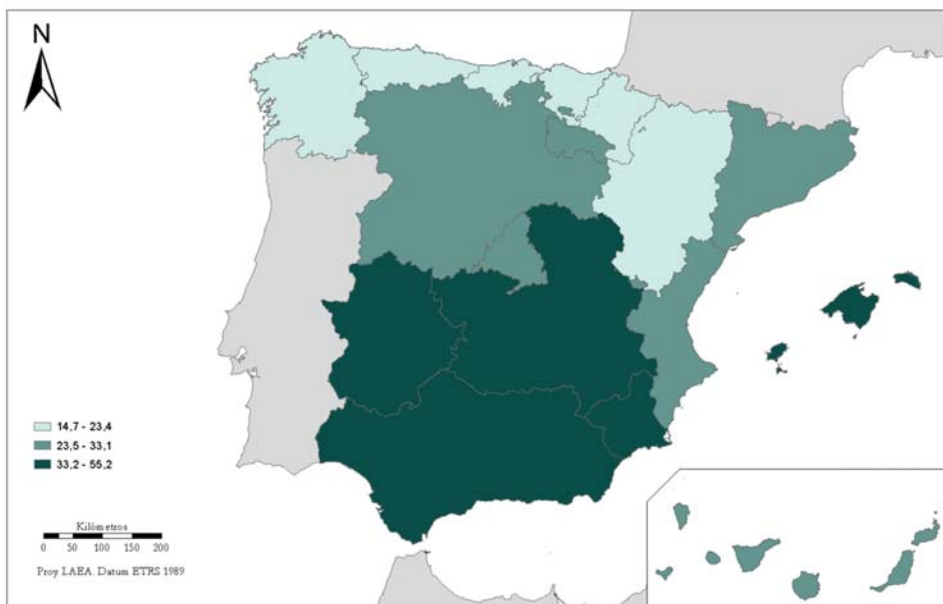 N
14,7 - 23,4
23,5 - 33,1
33,2 - 55,2
Kilómetros
0 50 100 150 200
Proy LAEA. Datum ETRS 1989